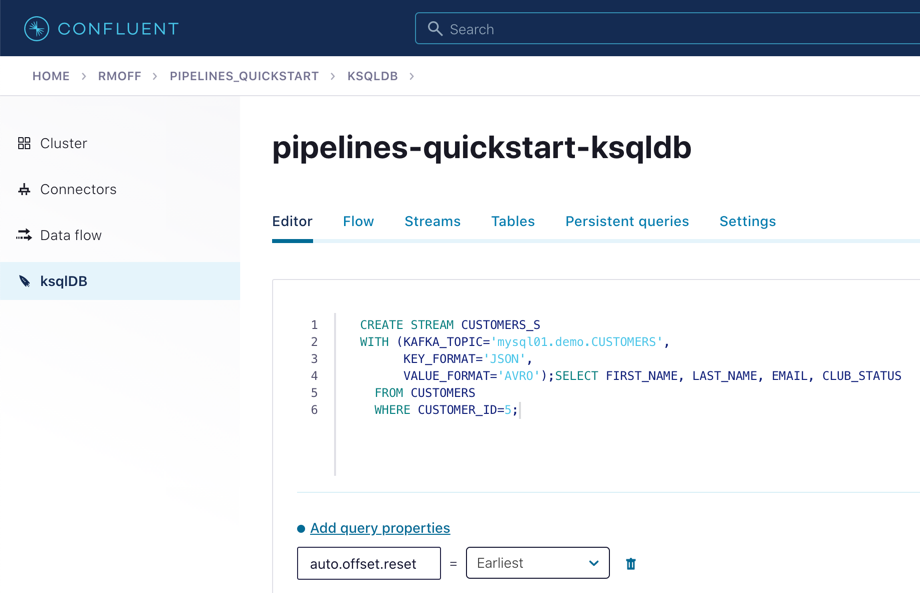 CONFLUENT
Search
HOME > RMOFF > PIPELINES_QUICKSTART > KSQLDB >
Cluster
Connectors
Data flow
ksqlDB
pipelines-quickstart-ksqldb
Editor Flow Streams Tables Persistent queries Settings
1 CREATE STREAM CUSTOMERS_S
2 WITH (KAFKA_TOPIC='mysql01.demo.CUSTOMERS',
3 KEY_FORMAT='JSON',
4 VALUE_FORMAT='AVRO');SELECT FIRST_NAME, LAST_NAME, EMAIL, CLUB_STATUS
5 FROM CUSTOMERS
6 WHERE CUSTOMER_ID=5;
Add query properties
auto.offset.reset = Earliest